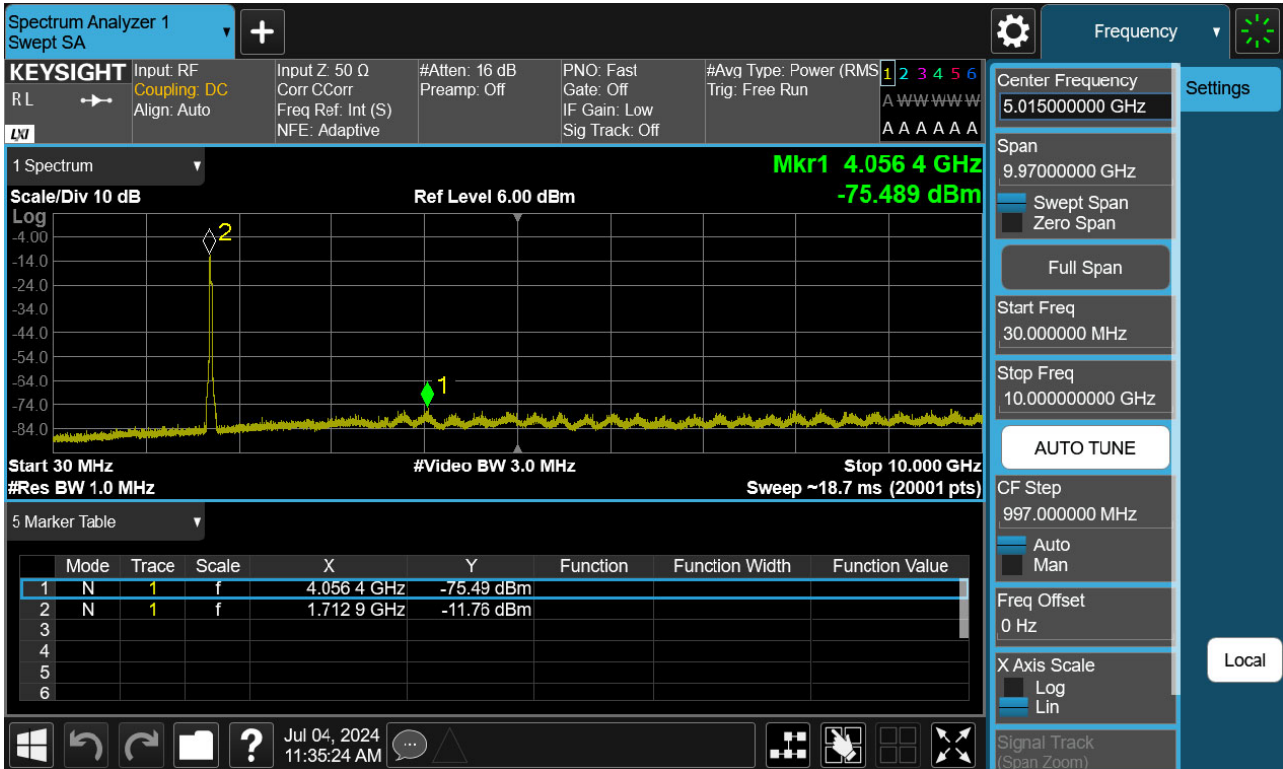 Spectrum Analyzer 1
Swept SA
Frequency
KEYSIGHT
R L
LXI
Input: RF
Coupling: DC
Align: Auto
Input Z: 50 Ω
Corr CCorr
Freq Ref: Int (S)
NFE: Adaptive
#Atten: 16 dB
Preamp: Off
PNO: Fast
Gate: Off
IF Gain: Low
Sig Track: Off
#Avg Type: Power (RMS
Trig: Free Run
1 2 3 4 5 6
A W W W W W
A A A A A A
1 Spectrum
Scale/Div 10 dB
Ref Level 6.00 dBm
Mkr1 4.056 4 GHz
-75.489 dBm
Log
-4.00
-14.0
-24.0
-34.0
-44.0
-54.0
-64.0
-74.0
-84.0
2
1
Start 30 MHz
#Video BW 3.0 MHz
Stop 10.000 GHz
#Res BW 1.0 MHz
Sweep ~18.7 ms (20001 pts)
5 Marker Table
Mode Trace Scale X Y Function Function Width Function Value
1 N 1 f 4.056 4 GHz -75.49 dBm
2 N 1 f 1.712 9 GHz -11.76 dBm
3
4
5
6
Jul 04, 2024
11:35:24 AM
Center Frequency
5.015000000 GHz
Span
9.97000000 GHz
Swept Span
Zero Span
Full Span
Start Freq
30.000000 MHz
Stop Freq
10.000000000 GHz
AUTO TUNE
CF Step
997.000000 MHz
Auto
Man
Freq Offset
0 Hz
X Axis Scale
Log
Lin
Signal Track
(Span Zoom)
Settings
Local